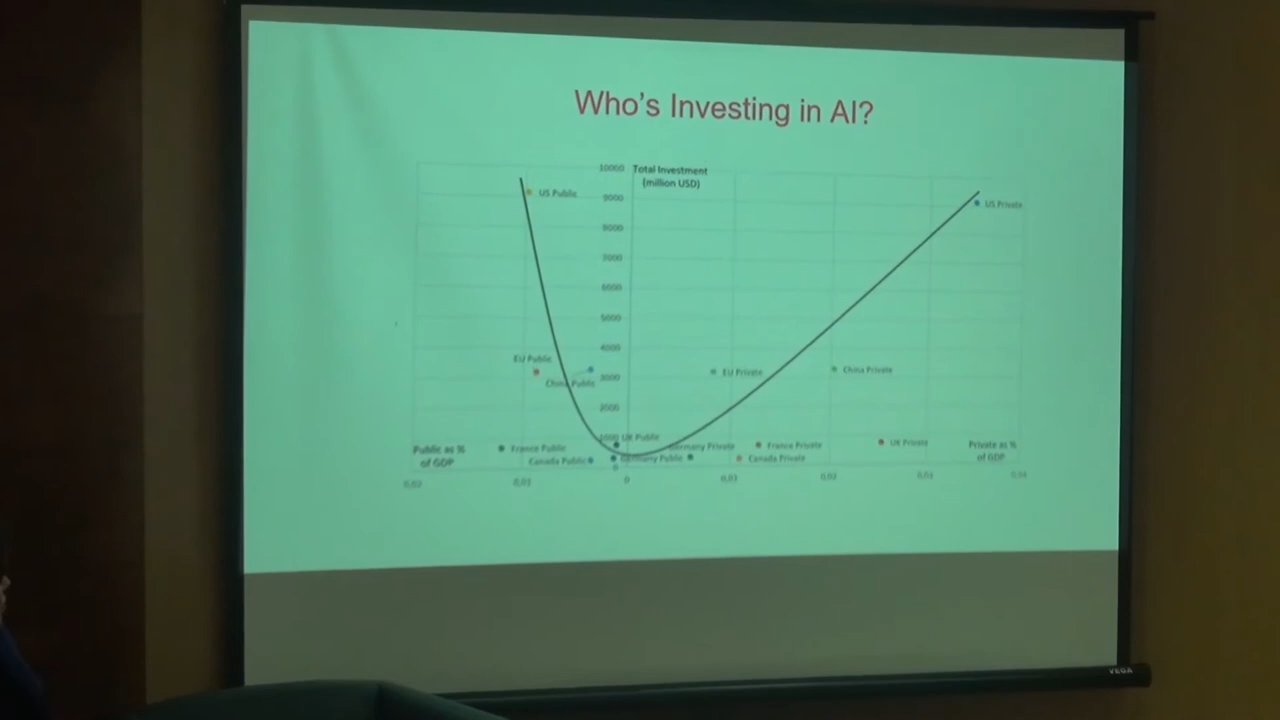 Who's Investing in AI?
10000
Total Investment
(million USD)
US Public
9000
US Private
8000
7000
6000
5000
4000
EU Public
3000
China Public
EU Private
China Private
2000
1000
UK Public
Public as %
of GDP
France Public
Germany Private
France Private
UK Private
Private as %
of GDP
Canada Public
Germany Public
Canada Private
0
0,02
0,01
0
0,01
0,02
0,03
0,04
VEGA